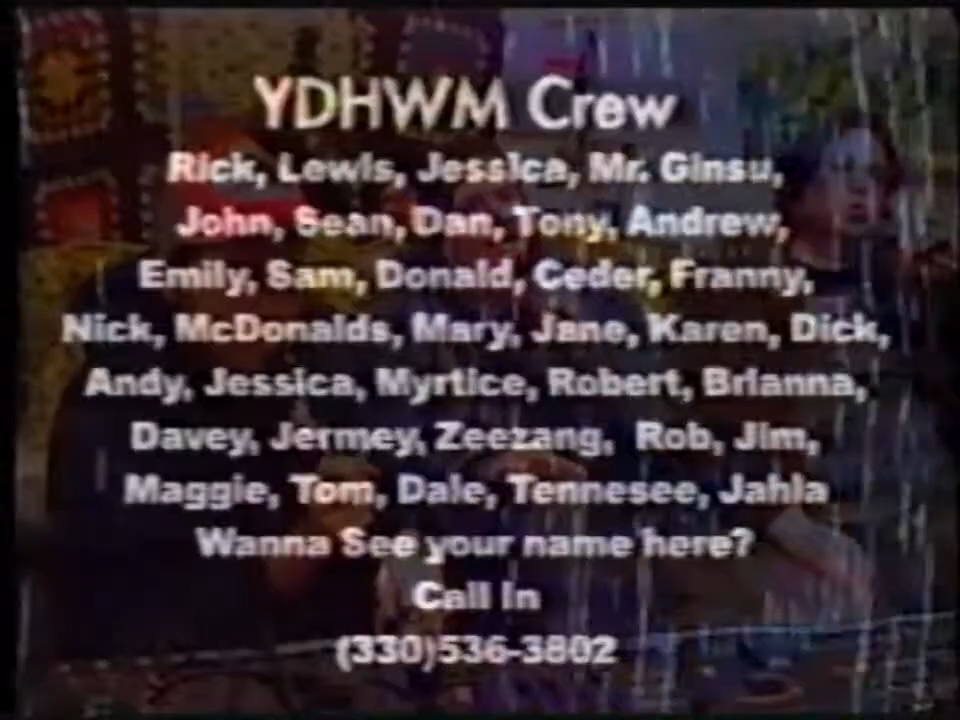 YDHWM Crew
Rick, Lewis, Jessica, Mr. Ginsu,
John, Sean, Dan, Tony, Andrew,
Emily, Sam, Donald, Ceder, Franny,
Nick, McDonalds, Mary, Jane, Karen, Dick,
Andy, Jessica, Myrtice, Robert, Brianna,
Davey, Jermey, Zeezang,  Rob, Jim,
Maggie, Tom, Dale, Tennesee, Jahla
Wanna See your name here?
Call In
(330)536-3802